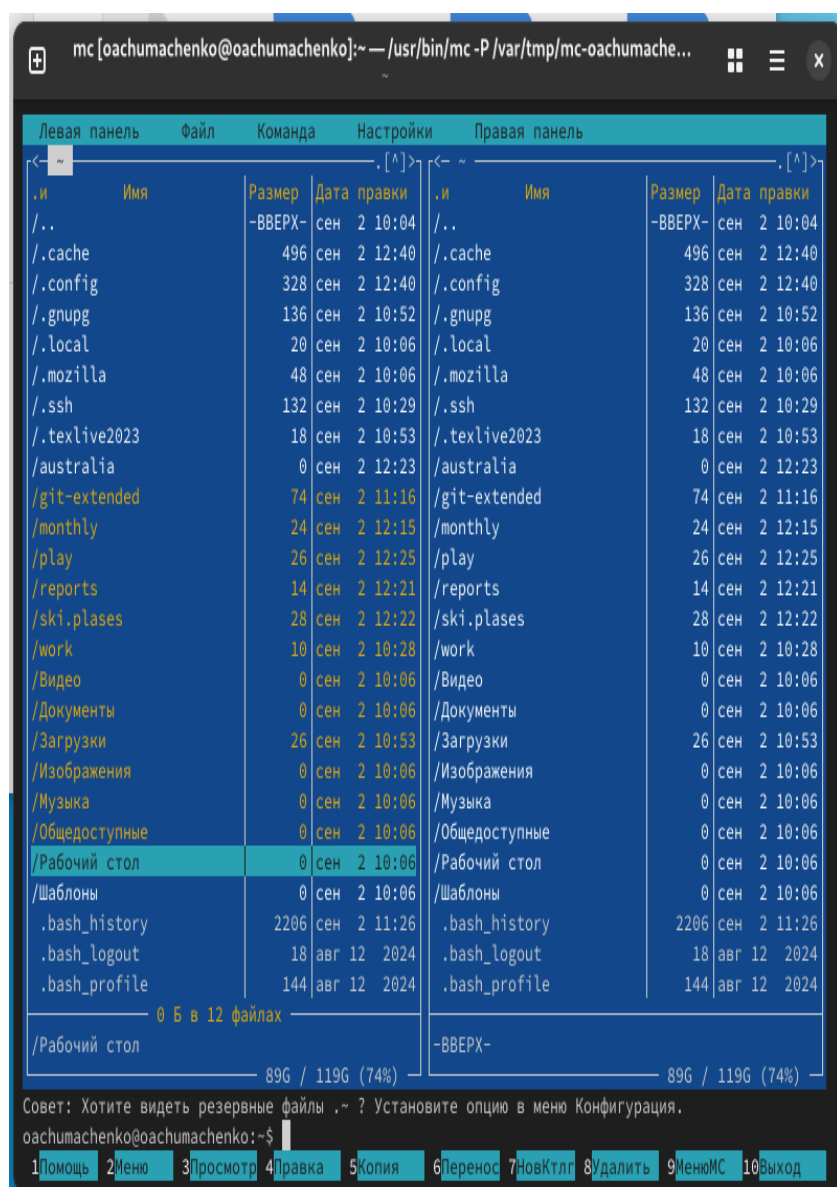 mc [oachumachenko@oachumachenko]:~ — /usr/bin/mc -P /var/tmp/mc-oachumache...
~
Левая панель Файл Команда Настройки Правая панель
<— ~ .[^]> <— ~ .[^]>
.и Имя Размер Дата правки .и Имя Размер Дата правки
/.. -ВВЕРХ- сен 2 10:04 /.. -ВВЕРХ- сен 2 10:04
/.cache 496 сен 2 12:40 /.cache 496 сен 2 12:40
/.config 328 сен 2 12:40 /.config 328 сен 2 12:40
/.gnupg 136 сен 2 10:52 /.gnupg 136 сен 2 10:52
/.local 20 сен 2 10:06 /.local 20 сен 2 10:06
/.mozilla 48 сен 2 10:06 /.mozilla 48 сен 2 10:06
/.ssh 132 сен 2 10:29 /.ssh 132 сен 2 10:29
/.texlive2023 18 сен 2 10:53 /.texlive2023 18 сен 2 10:53
/australia 0 сен 2 12:23 /australia 0 сен 2 12:23
/git-extended 74 сен 2 11:16 /git-extended 74 сен 2 11:16
/monthly 24 сен 2 12:15 /monthly 24 сен 2 12:15
/play 26 сен 2 12:25 /play 26 сен 2 12:25
/reports 14 сен 2 12:21 /reports 14 сен 2 12:21
/ski.plases 28 сен 2 12:22 /ski.plases 28 сен 2 12:22
/work 10 сен 2 10:28 /work 10 сен 2 10:28
/Видео 0 сен 2 10:06 /Видео 0 сен 2 10:06
/Документы 0 сен 2 10:06 /Документы 0 сен 2 10:06
/Загрузки 26 сен 2 10:53 /Загрузки 26 сен 2 10:53
/Изображения 0 сен 2 10:06 /Изображения 0 сен 2 10:06
/Музыка 0 сен 2 10:06 /Музыка 0 сен 2 10:06
/Общедоступные 0 сен 2 10:06 /Общедоступные 0 сен 2 10:06
/Рабочий стол 0 сен 2 10:06 /Рабочий стол 0 сен 2 10:06
/Шаблоны 0 сен 2 10:06 /Шаблоны 0 сен 2 10:06
.bash_history 2206 сен 2 11:26 .bash_history 2206 сен 2 11:26
.bash_logout 18 авг 12 2024 .bash_logout 18 авг 12 2024
.bash_profile 144 авг 12 2024 .bash_profile 144 авг 12 2024
0 Б в 12 файлах
/Рабочий стол -ВВЕРХ-
89G / 119G (74%) 89G / 119G (74%)
Совет: Хотите видеть резервные файлы .~ ? Установите опцию в меню Конфигурация.
oachumachenko@oachumachenko:~$
1Помощь 2Меню 3Просмотр 4Правка 5Копия 6Перенос 7НовКтлг 8Удалить 9МенюMC 10Выход